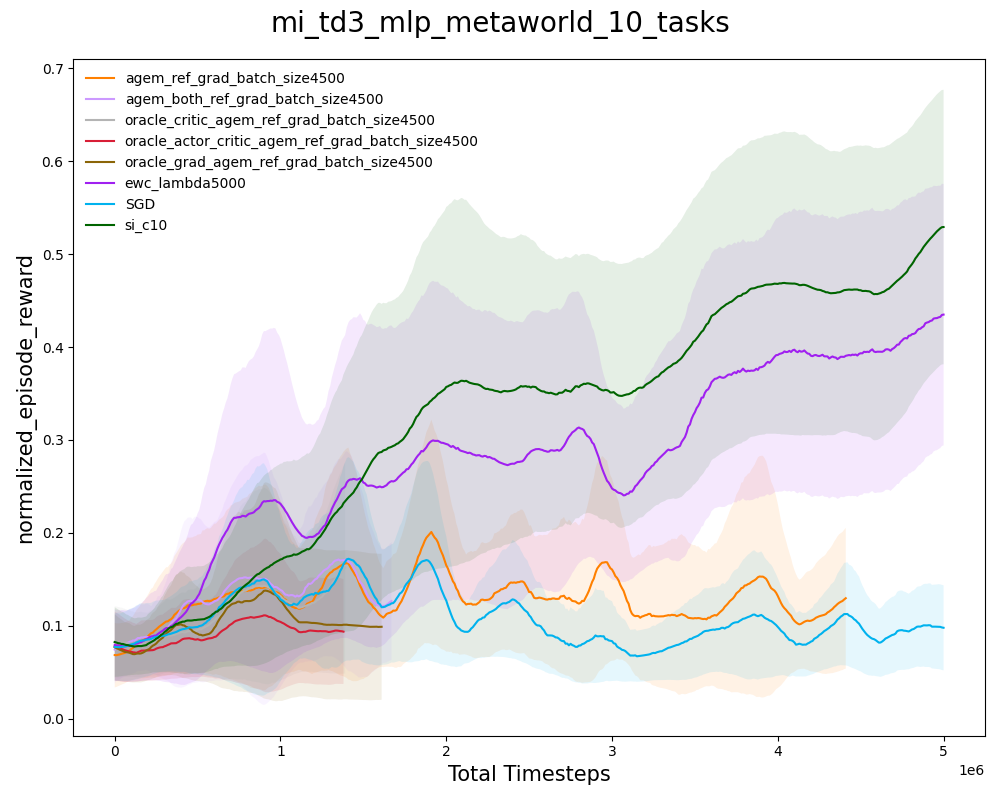 mi_td3_mlp_metaworld_10_tasks
0.7
0.6
0.5
0.4
0.3
0.2
0.1
0.0
normalized_episode_reward
agem_ref_grad_batch_size4500
agem_both_ref_grad_batch_size4500
oracle_critic_agem_ref_grad_batch_size4500
oracle_actor_critic_agem_ref_grad_batch_size4500
oracle_grad_agem_ref_grad_batch_size4500
ewc_lambda5000
SGD
si_c10
0 1 2 3 4 5
1e6
Total Timesteps